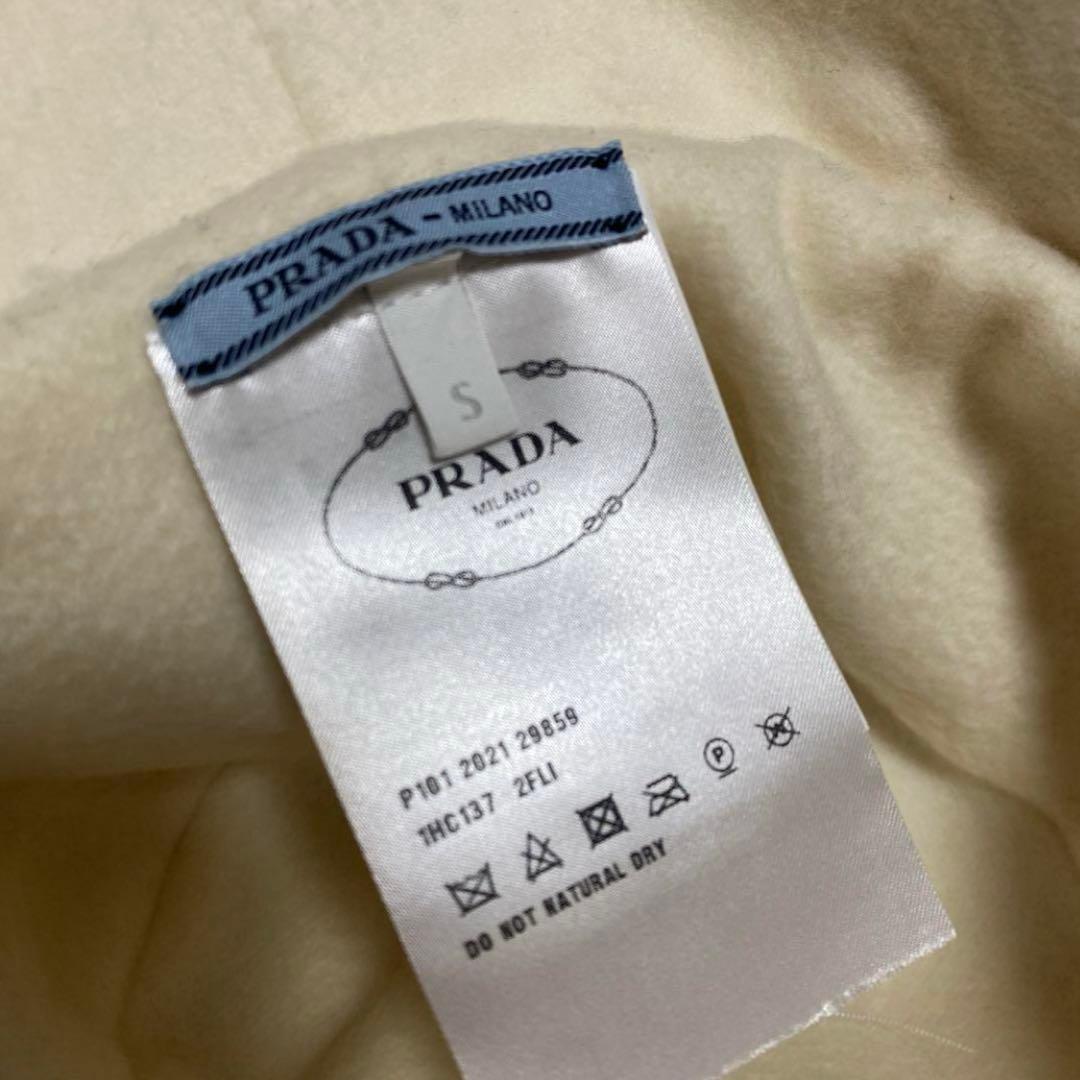 PRADA - MILANO
S
PRADA
MILANO
P101 2021 29859
1HC137 2FLI
P
W
DO NOT NATURAL DRY